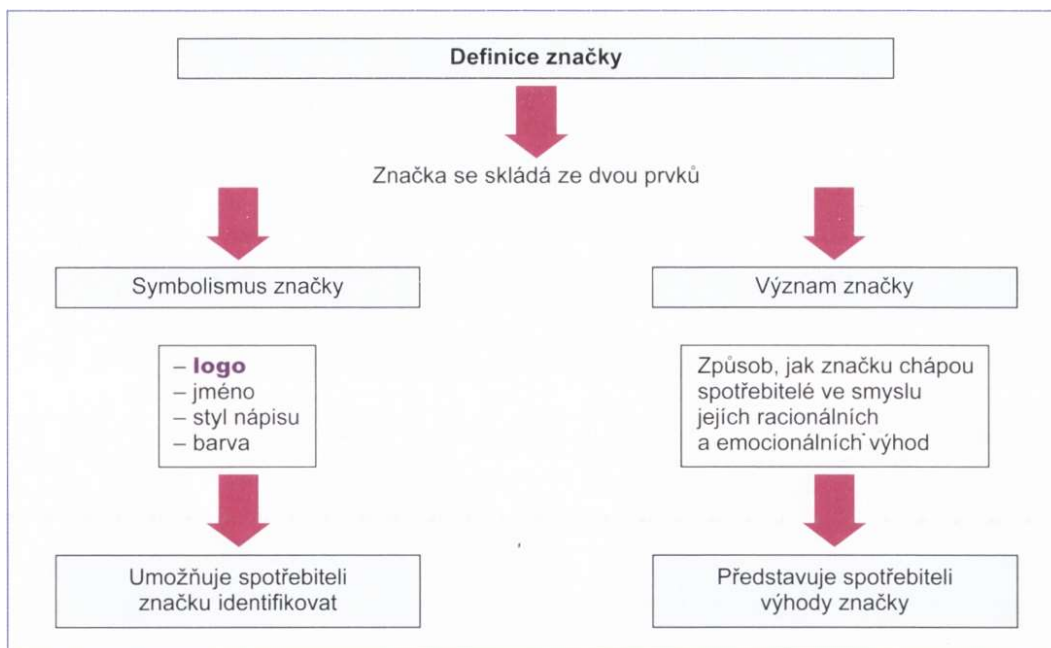 Definice značky
Značka se skládá ze dvou prvků
Symbolismus značky
– logo
– jméno
– styl nápisu
– barva
Umožňuje spotřebiteli
značku identifikovat
Význam značky
Způsob, jak značku chápou
spotřebitelé ve smyslu
jejích racionálních
a emocionálních výhod
Představuje spotřebiteli
výhody značky